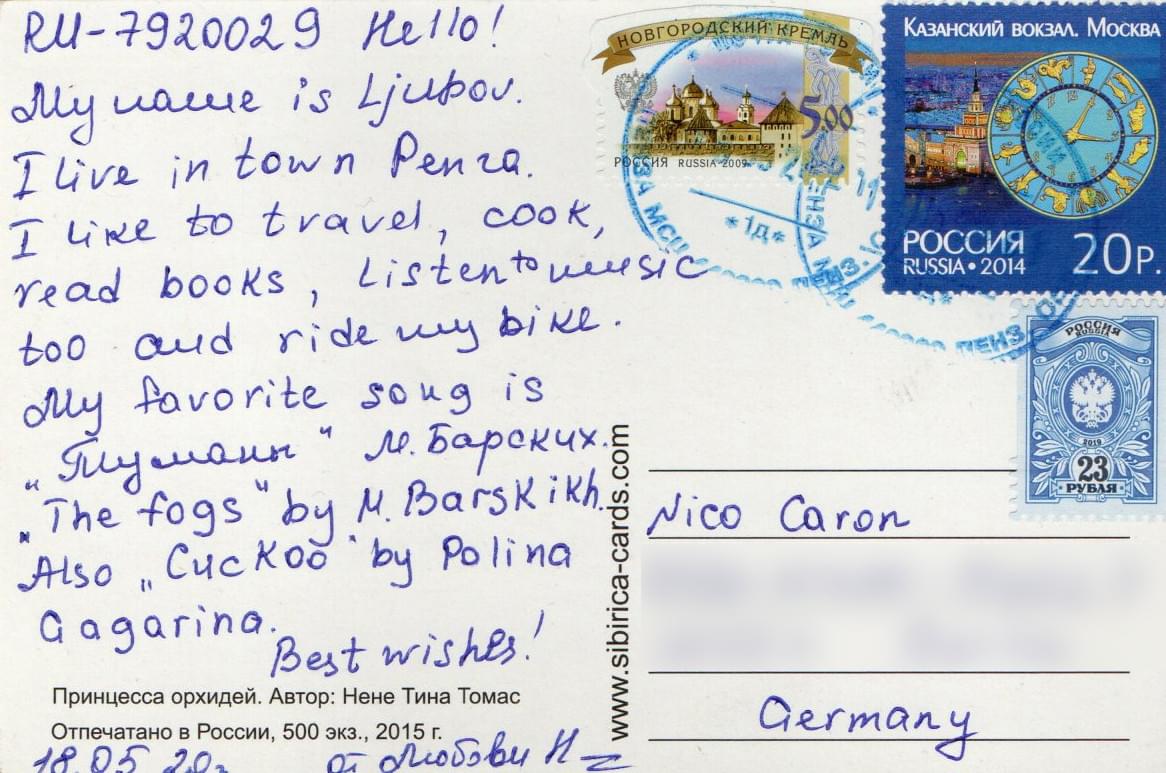 RU-7920029 Hello!
My name is Ljubov.
I live in town Penza.
I like to travel, cook,
read books, listen to music
too and ride my bike.
My favorite song is
„Туманы" М. Барских.
„The fogs" by M. Barskikh.
Also „Cuckoo" by Polina
Gagarina.
Best wishes!
Принцесса орхидей. Автор: Нене Тина Томас
Отпечатано в России, 500 экз., 2015 г.
18.05 20
от Любови Н
www.sibirica-cards.com
НОВГОРОДСКИЙ КРЕМЛЬ
5.00
РОССИЯ RUSSIA 2009
*1д*
КАЗАНСКИЙ ВОКЗАЛ. МОСКВА
РОССИЯ
RUSSIA • 2014
20Р.
РОССИЯ
RUSSIA
2019
23
РУБЛЯ
Nico Caron
Germany